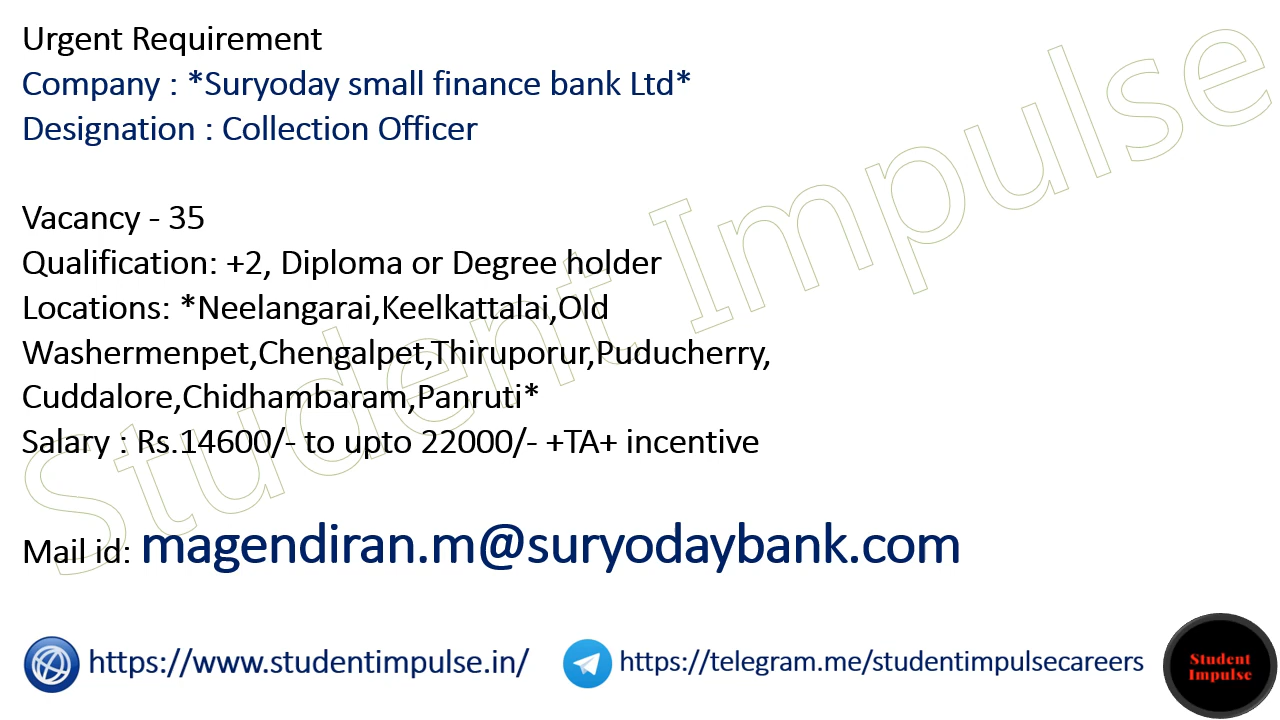 Urgent Requirement
Company : *Suryoday small finance bank Ltd*
Designation : Collection Officer
Vacancy - 35
Qualification: +2, Diploma or Degree holder
Locations: *Neelangarai,Keelkattalai,Old
Washermenpet,Chengalpet,Thiruporur,Puducherry,
Cuddalore,Chidhambaram,Panruti*
Salary : Rs.14600/- to upto 22000/- +TA+ incentive
Mail id: magendiran.m@suryodaybank.com
Student Impulse
https://www.studentimpulse.in/
https://telegram.me/studentimpulsecareers
Student
Impulse